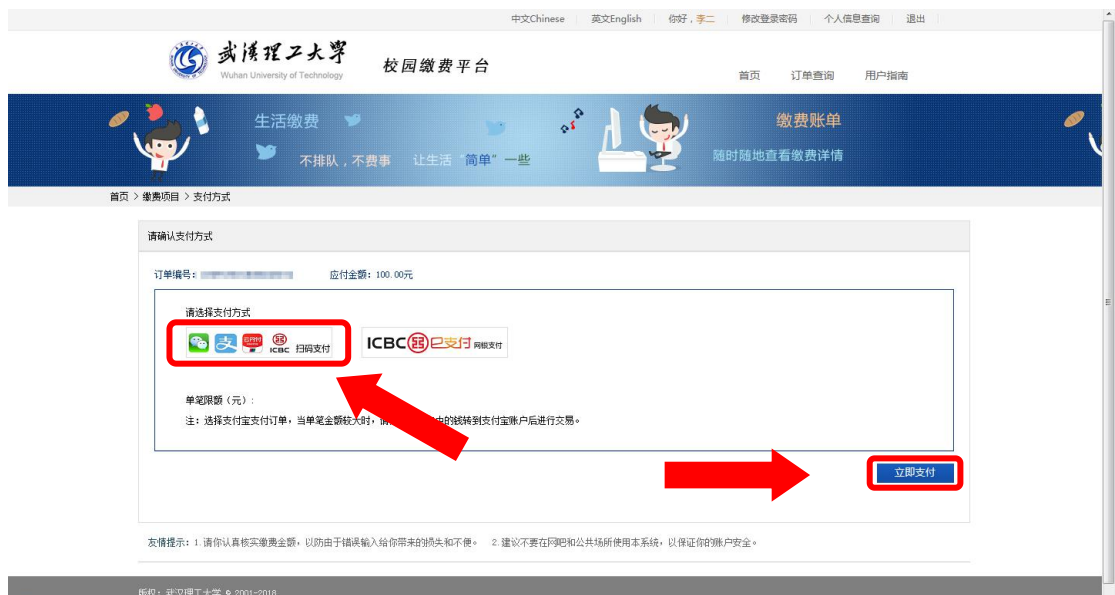 中文Chinese 英文English 你好，李二 修改登录密码 个人信息查询 退出
武汉理工大学 校园缴费平台
Wuhan University of Technology
首页 订单查询 用户指南
生活缴费 缴费账单
不排队，不费事 让生活“简单”一些 随时随地查看缴费详情
首页 > 缴费项目 > 支付方式
请确认支付方式
订单编号： 应付金额：100.00元
请选择支付方式
ICBC 扫码支付 ICBC e支付 网银支付
单笔限额（元）：
注：选择支付宝支付订单，当单笔金额较大时， 中的钱转到支付宝账户后进行交易。
立即支付
友情提示：1.请你认真核实缴费金额，以防由于错误输入给你带来的损失和不便。 2.建议不要在网吧和公共场所使用本系统，以保证你的账户安全。
版权：武汉理工大学 © 2001-2018